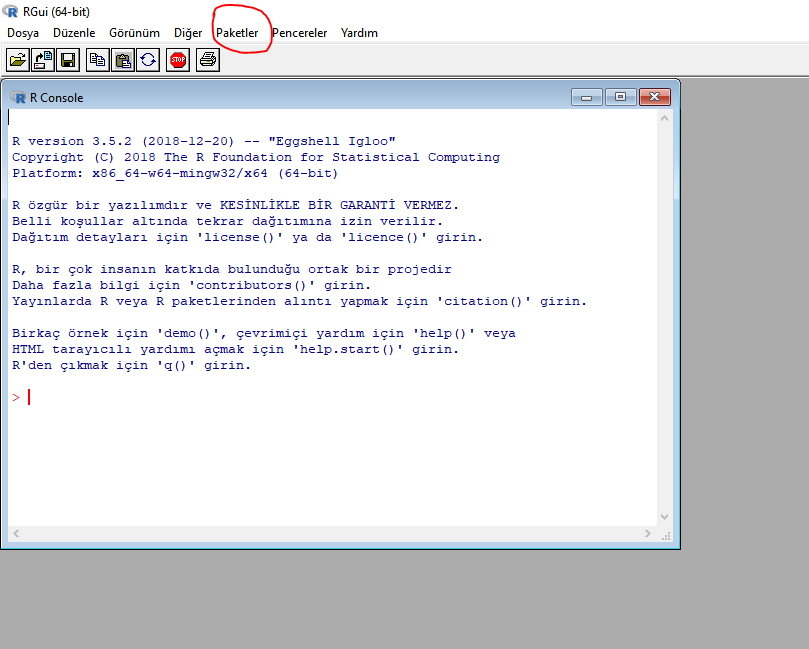 RGui (64-bit)
Dosya Düzenle Görünüm Diğer Paketler Pencereler Yardım
STOP
R Console
R version 3.5.2 (2018-12-20) -- "Eggshell Igloo"
Copyright (C) 2018 The R Foundation for Statistical Computing
Platform: x86_64-w64-mingw32/x64 (64-bit)
R özgür bir yazılımdır ve KESİNLİKLE BİR GARANTİ VERMEZ.
Belli koşullar altında tekrar dağıtımına izin verilir.
Dağıtım detayları için 'license()' ya da 'licence()' girin.
R, bir çok insanın katkıda bulunduğu ortak bir projedir
Daha fazla bilgi için 'contributors()' girin.
Yayınlarda R veya R paketlerinden alıntı yapmak için 'citation()' girin.
Birkaç örnek için 'demo()', çevrimiçi yardım için 'help()' veya
HTML tarayıcılı yardımı açmak için 'help.start()' girin.
R'den çıkmak için 'q()' girin.
>